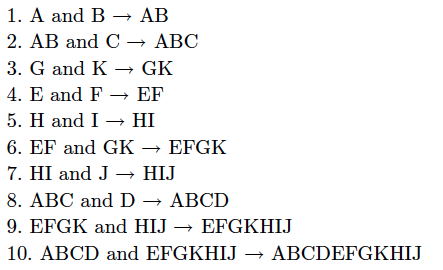 1. A and B → AB
2. AB and C → ABC
3. G and K → GK
4. E and F → EF
5. H and I → HI
6. EF and GK → EFGK
7. HI and J → HIJ
8. ABC and D → ABCD
9. EFGK and HIJ → EFGKHIJ
10. ABCD and EFGKHIJ → ABCDEFGKHIJ